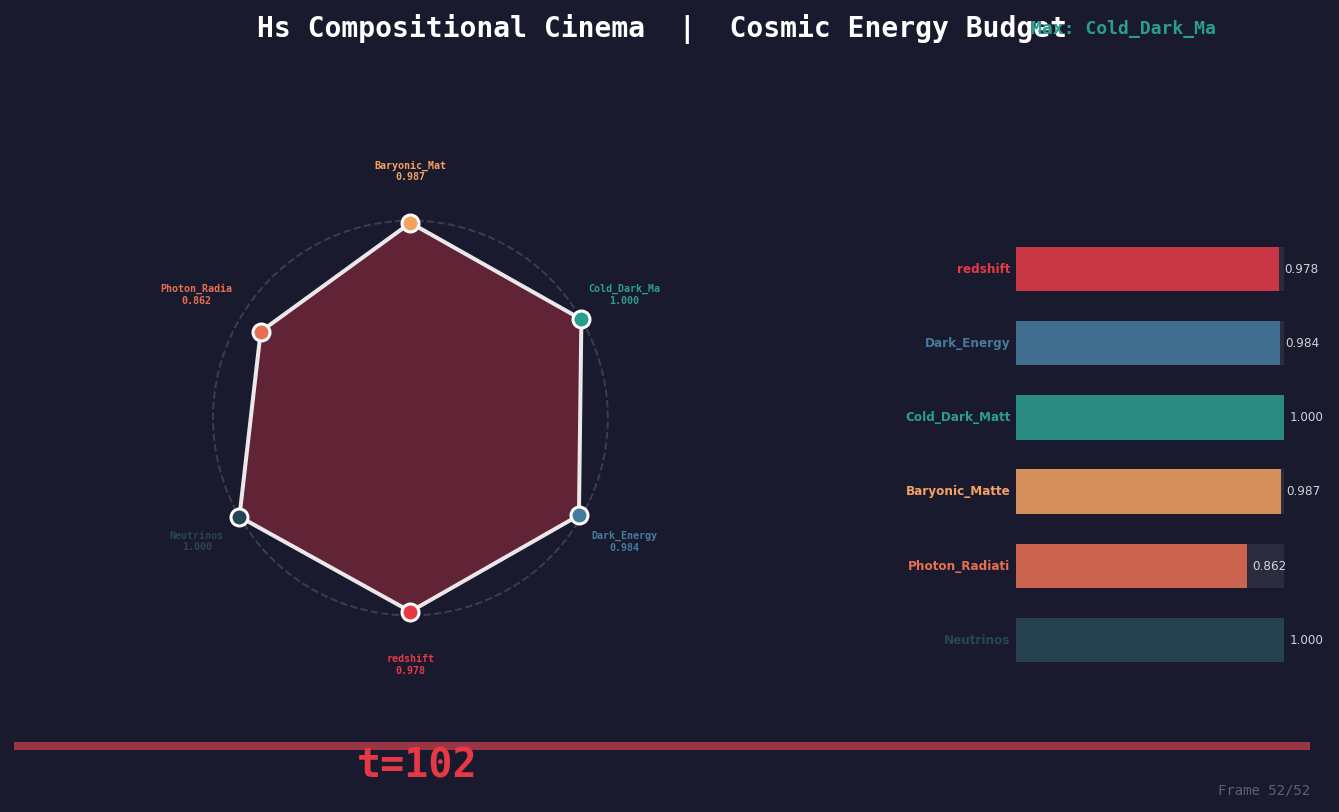 Hs Compositional Cinema | Cosmic Energy Budget
Max: Cold_Dark_Ma
Baryonic_Mat
0.987
Photon_Radia
0.862
Cold_Dark_Ma
1.000
Neutrinos
1.000
Dark_Energy
0.984
redshift
0.978
redshift 0.978
Dark_Energy 0.984
Cold_Dark_Matt 1.000
Baryonic_Matte 0.987
Photon_Radiati 0.862
Neutrinos 1.000
t=102
Frame 52/52